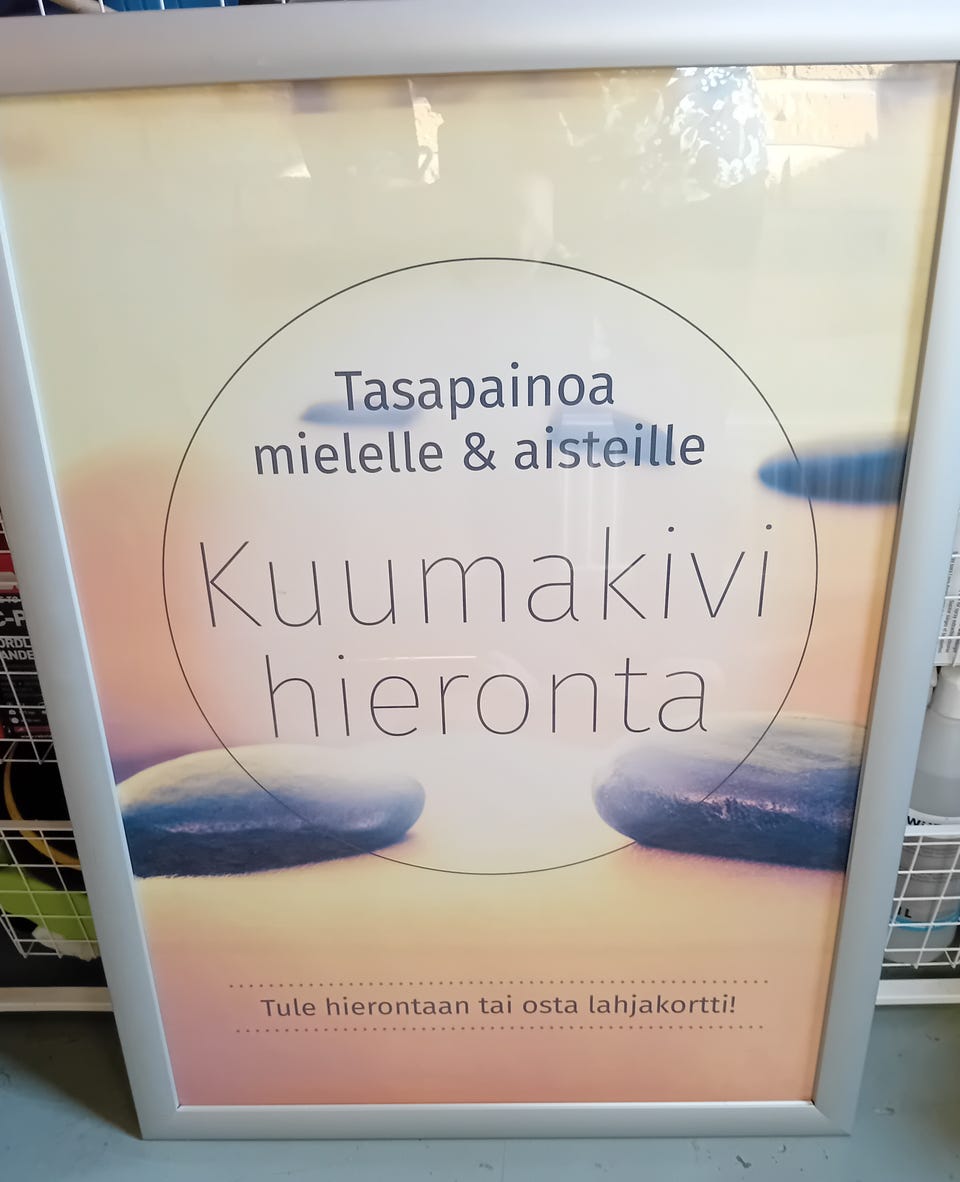 Tasapainoa
mielelle & aisteille
Kuumakivi
hieronta
Tule hierontaan tai osta lahjakortti!